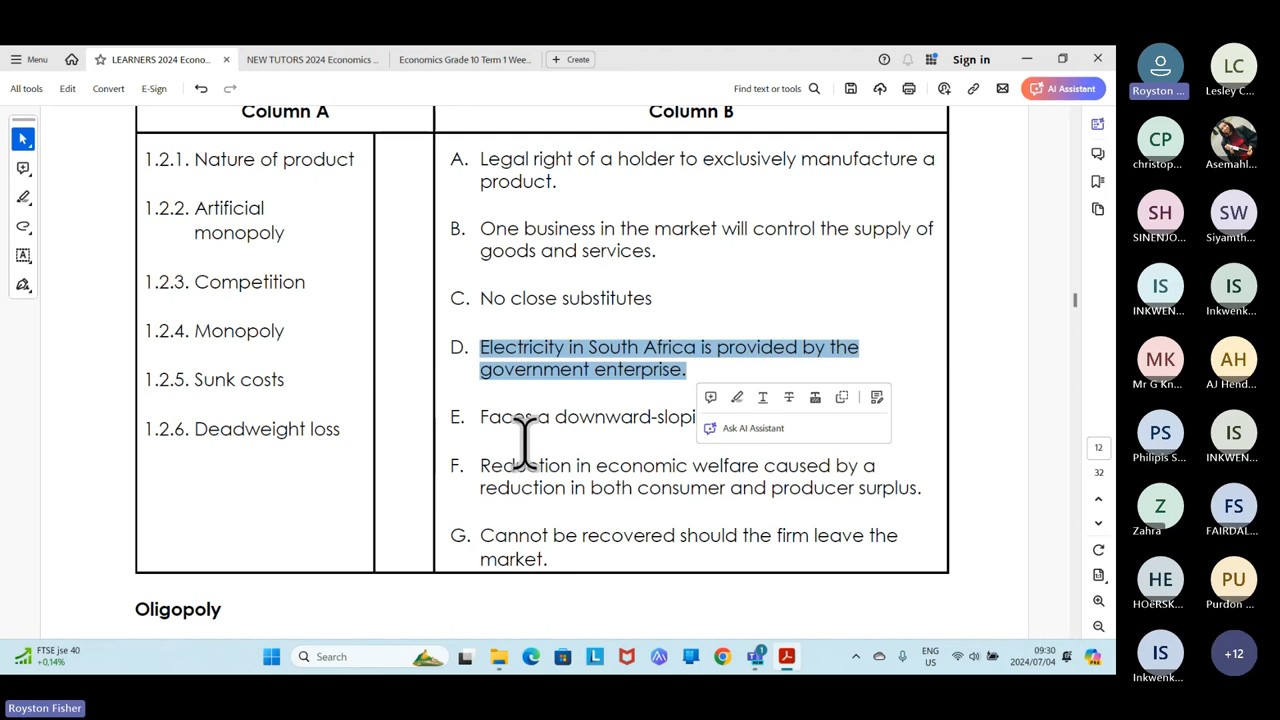 Menu
LEARNERS 2024 Econo...
NEW TUTORS 2024 Economics ...
Economics Grade 10 Term 1 Wee...
Create
Sign in
All tools
Edit
Convert
E-Sign
Find text or tools
AI Assistant
Column A
Column B
1.2.1. Nature of product
1.2.2. Artificial
monopoly
1.2.3. Competition
1.2.4. Monopoly
1.2.5. Sunk costs
1.2.6. Deadweight loss
A. Legal right of a holder to exclusively manufacture a
product.
B. One business in the market will control the supply of
goods and services.
C. No close substitutes
D. Electricity in South Africa is provided by the
government enterprise.
E. Faces a downward-slopi
Ask AI Assistant
F. Reduction in economic welfare caused by a
reduction in both consumer and producer surplus.
G. Cannot be recovered should the firm leave the
market.
Oligopoly
12
32
FTSE jse 40
+0,14%
Search
L
1
ENG
US
09:30
2024/07/04
Royston ...
LC
Lesley C...
CP
christop...
Asemahl...
SH
SINENJO...
SW
Siyamth...
IS
INKWEN...
IS
Inkwenk...
MK
Mr G Kn...
AH
AJ Hend...
PS
Philipis S...
IS
INKWEN...
Z
Zahra
FS
FAIRDAL...
HE
HOëRSK...
PU
Purdon ...
IS
Inkwenk...
+12
Royston Fisher